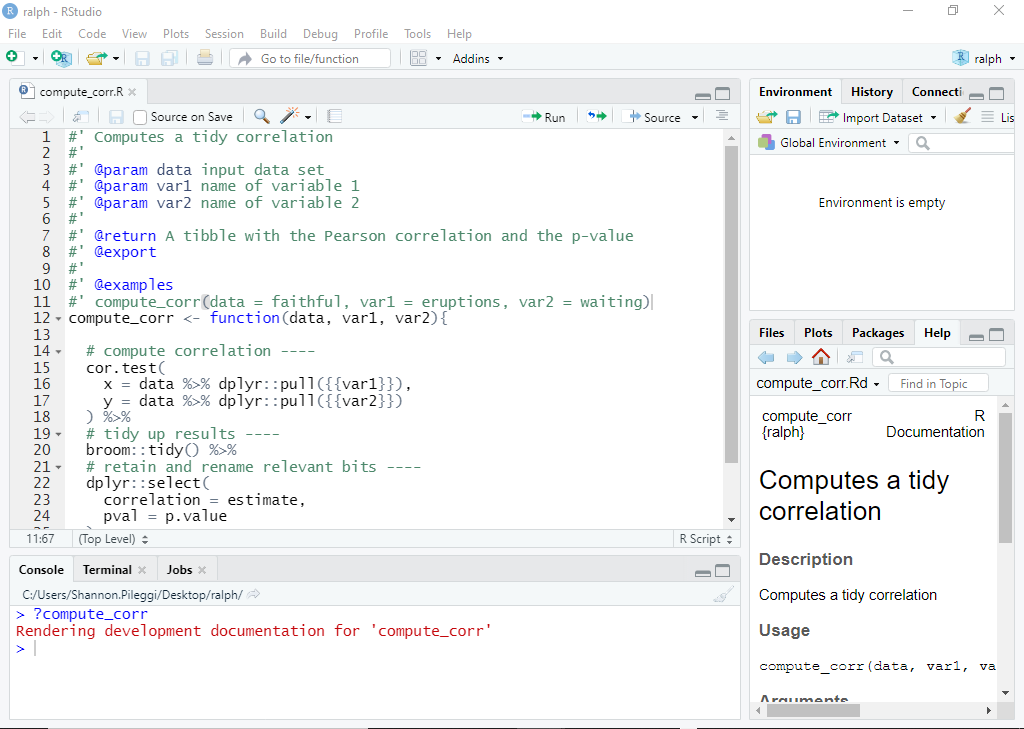 ralph - RStudio
File Edit Code View Plots Session Build Debug Profile Tools Help
Go to file/function Addins ralph
compute_corr.R
Source on Save Run Source
1 #' Computes a tidy correlation
2 #'
3 #' @param data input data set
4 #' @param var1 name of variable 1
5 #' @param var2 name of variable 2
6 #'
7 #' @return A tibble with the Pearson correlation and the p-value
8 #' @export
9 #'
10 #' @examples
11 #' compute_corr(data = faithful, var1 = eruptions, var2 = waiting)
12 compute_corr <- function(data, var1, var2){
13
14 # compute correlation ----
15 cor.test(
16 x = data %>% dplyr::pull({{var1}}),
17 y = data %>% dplyr::pull({{var2}})
18 ) %>%
19 # tidy up results ----
20 broom::tidy() %>%
21 # retain and rename relevant bits ----
22 dplyr::select(
23 correlation = estimate,
24 pval = p.value
11:67 (Top Level) R Script
Console Terminal Jobs
C:/Users/Shannon.Pileggi/Desktop/ralph/
> ?compute_corr
Rendering development documentation for 'compute_corr'
>
Environment History Connecti
Import Dataset Lis
Global Environment
Environment is empty
Files Plots Packages Help
compute_corr.Rd Find in Topic
compute_corr R
{ralph} Documentation
Computes a tidy
correlation
Description
Computes a tidy correlation
Usage
compute_corr(data, var1, va
Arguments